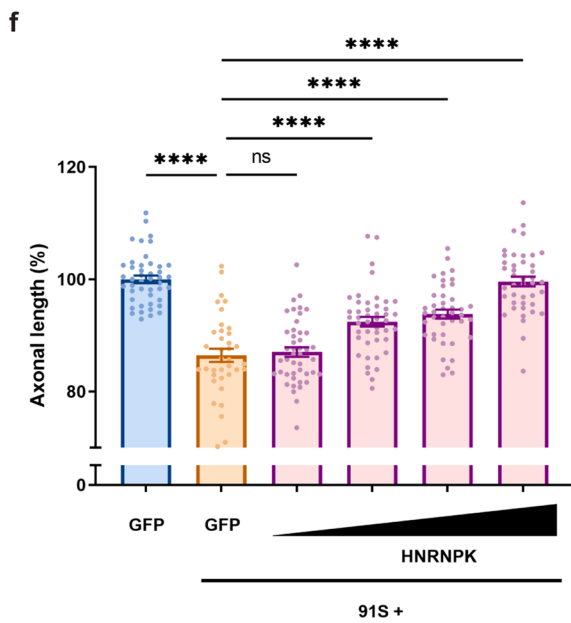 f
****
****
****
**** ns
120
100
80
0
Axonal length (%)
GFP GFP
HNRNPK
91S +